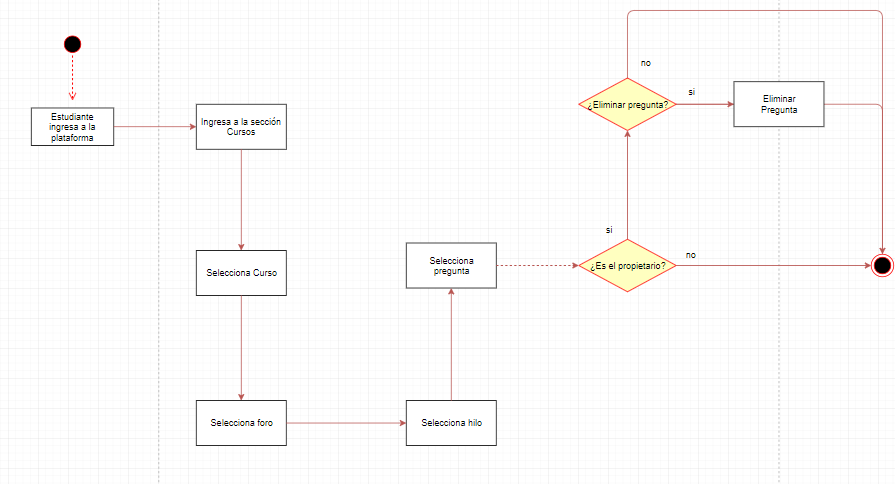 Estudiante
ingresa a la
plataforma
Ingresa a la sección
Cursos
Selecciona Curso
Selecciona foro
Selecciona hilo
Selecciona
pregunta
¿Es el propietario?
si
no
¿Eliminar pregunta?
no
si
Eliminar
Pregunta